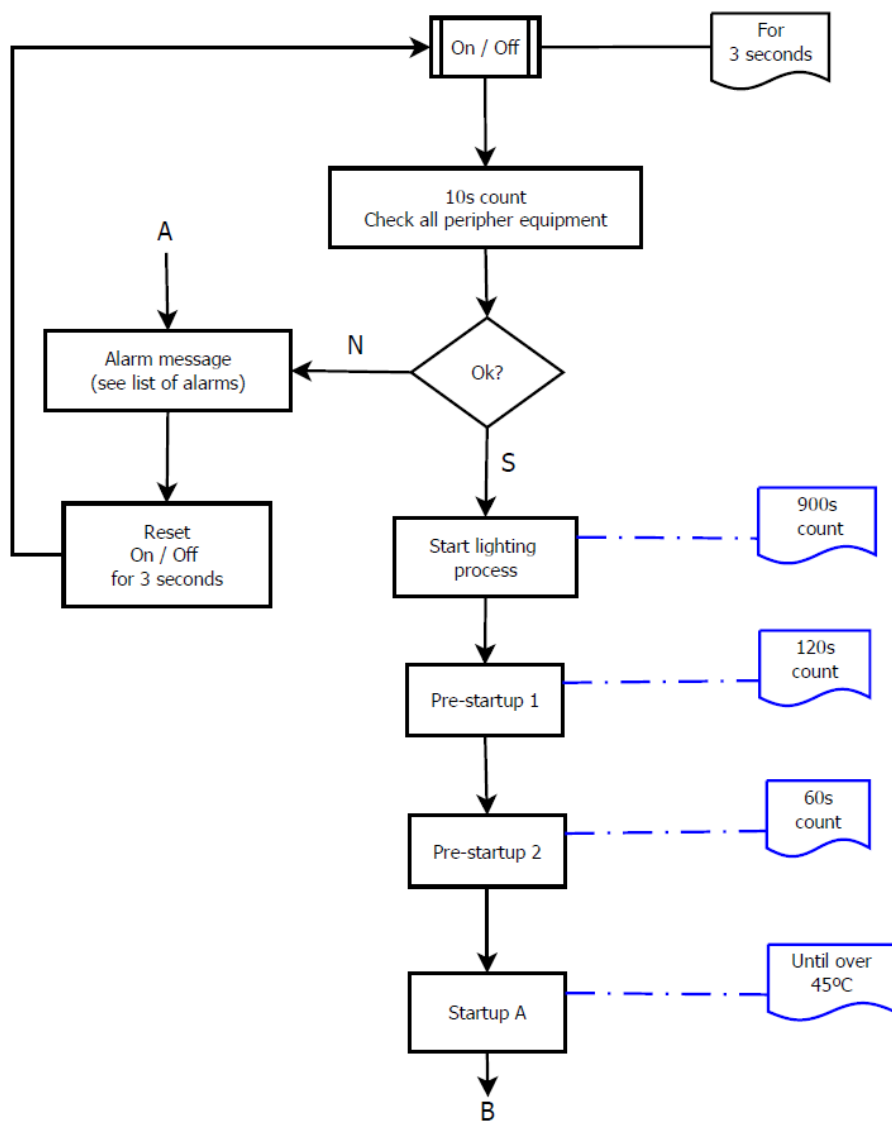 On / Off
For
3 seconds
10s count
Check all peripher equipment
A
Alarm message
(see list of alarms)
N
Ok?
S
Reset
On / Off
for 3 seconds
Start lighting
process
900s
count
Pre-startup 1
120s
count
Pre-startup 2
60s
count
Startup A
Until over
45ºC
B